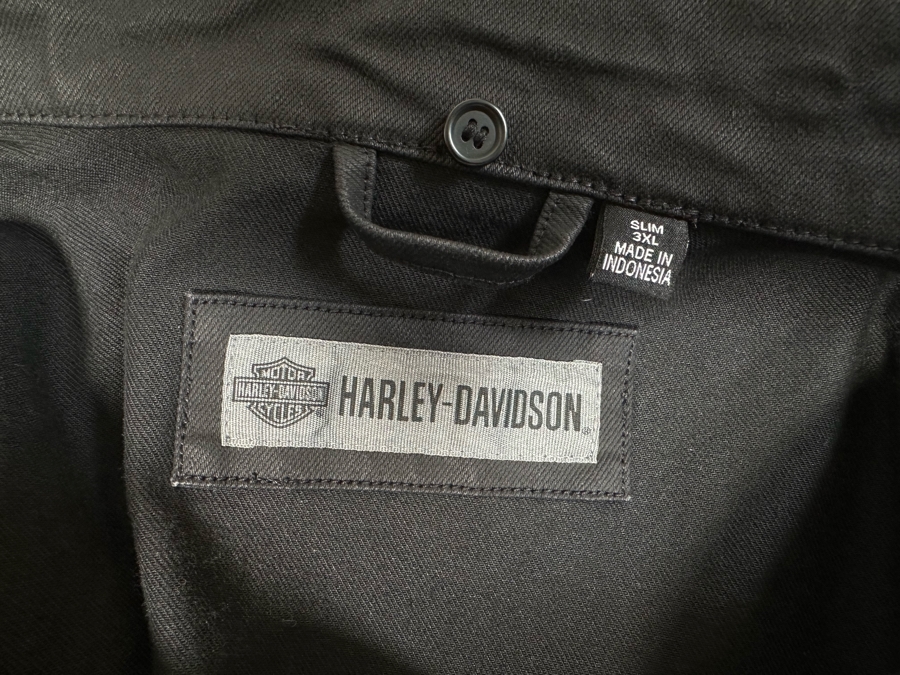 SLIM
3XL
MADE IN
INDONESIA
MOTOR
HARLEY-DAVIDSON
CYCLES
HARLEY-DAVIDSON